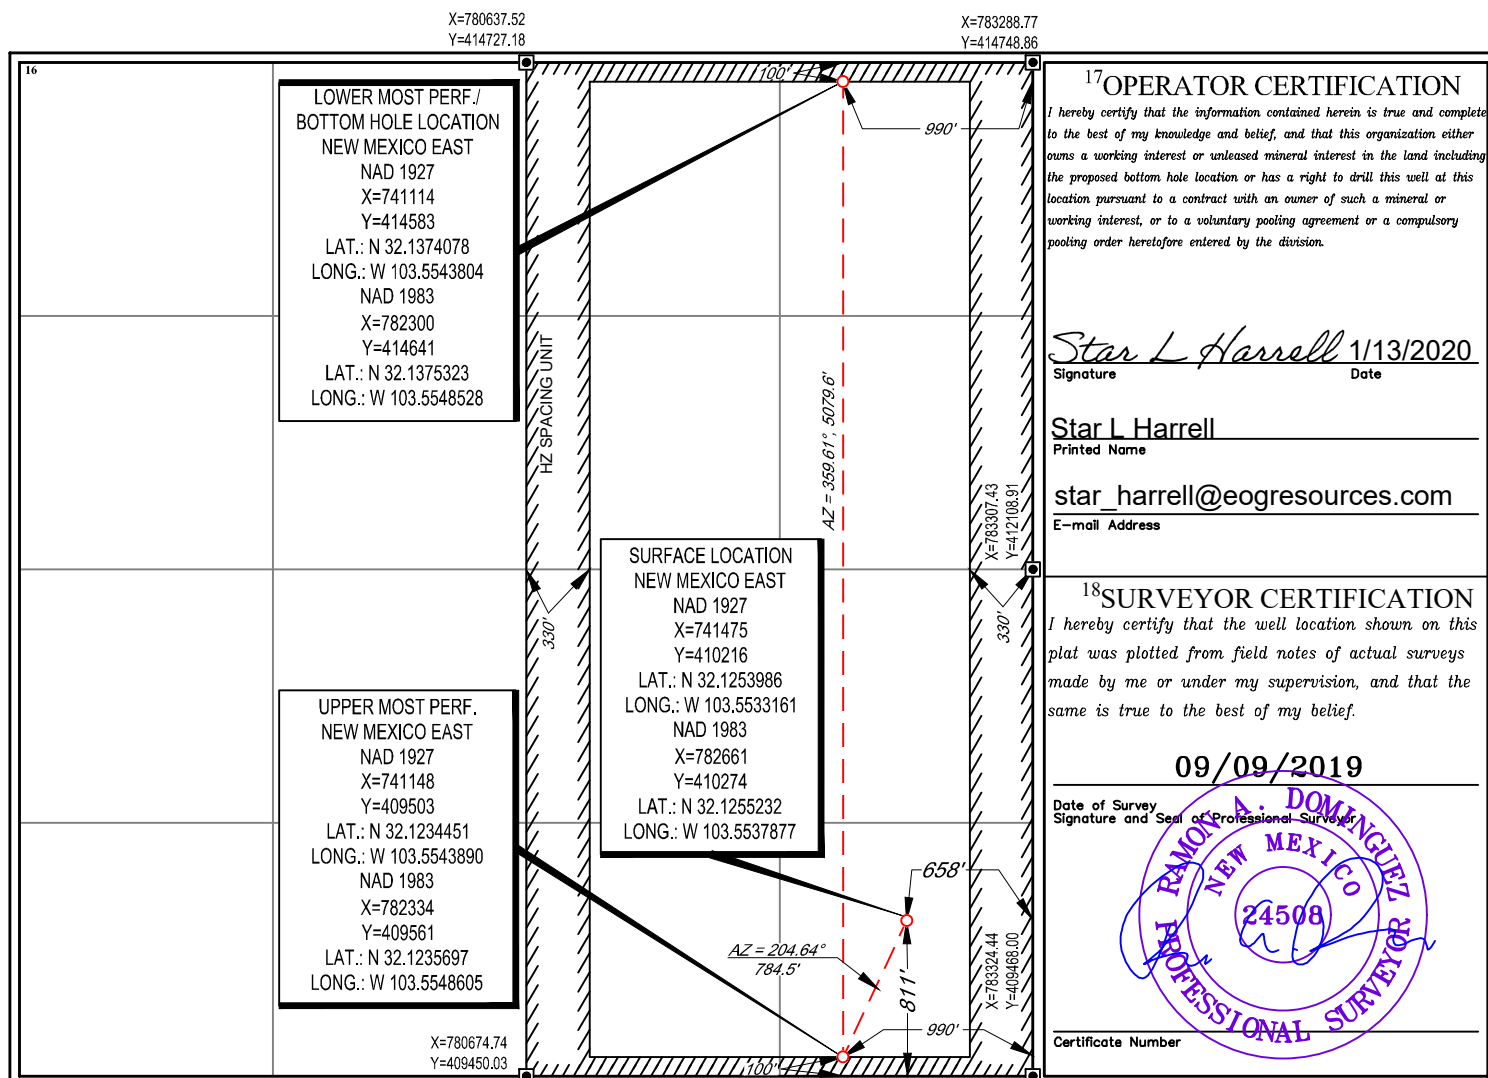 X=780637.52
Y=414727.18
X=783288.77
Y=414748.86
16
100'
990'
LOWER MOST PERF./
BOTTOM HOLE LOCATION
NEW MEXICO EAST
NAD 1927
X=741114
Y=414583
LAT.: N 32.1374078
LONG.: W 103.5543804
NAD 1983
X=782300
Y=414641
LAT.: N 32.1375323
LONG.: W 103.5548528
HZ SPACING UNIT
AZ = 359.61°, 5079.6'
X=783307.43
Y=412108.91
330'
330'
SURFACE LOCATION
NEW MEXICO EAST
NAD 1927
X=741475
Y=410216
LAT.: N 32.1253986
LONG.: W 103.5533161
NAD 1983
X=782661
Y=410274
LAT.: N 32.1255232
LONG.: W 103.5537877
UPPER MOST PERF.
NEW MEXICO EAST
NAD 1927
X=741148
Y=409503
LAT.: N 32.1234451
LONG.: W 103.5543890
NAD 1983
X=782334
Y=409561
LAT.: N 32.1235697
LONG.: W 103.5548605
658'
AZ = 204.64°
784.5'
811'
X=783324.44
Y=409468.00
990'
100'
X=780674.74
Y=409450.03
17 OPERATOR CERTIFICATION
I hereby certify that the information contained herein is true and complete
to the best of my knowledge and belief, and that this organization either
owns a working interest or unleased mineral interest in the land including
the proposed bottom hole location or has a right to drill this well at this
location pursuant to a contract with an owner of such a mineral or
working interest, or to a voluntary pooling agreement or a compulsory
pooling order heretofore entered by the division.
Star L Harrell 1/13/2020
Signature Date
Star L Harrell
Printed Name
star_harrell@eogresources.com
E-mail Address
18 SURVEYOR CERTIFICATION
I hereby certify that the well location shown on this
plat was plotted from field notes of actual surveys
made by me or under my supervision, and that the
same is true to the best of my belief.
09/09/2019
Date of Survey
Signature and Seal of Professional Surveyor
RAMON A. DOMINGUEZ
NEW MEXICO
24508
PROFESSIONAL SURVEYOR
Certificate Number